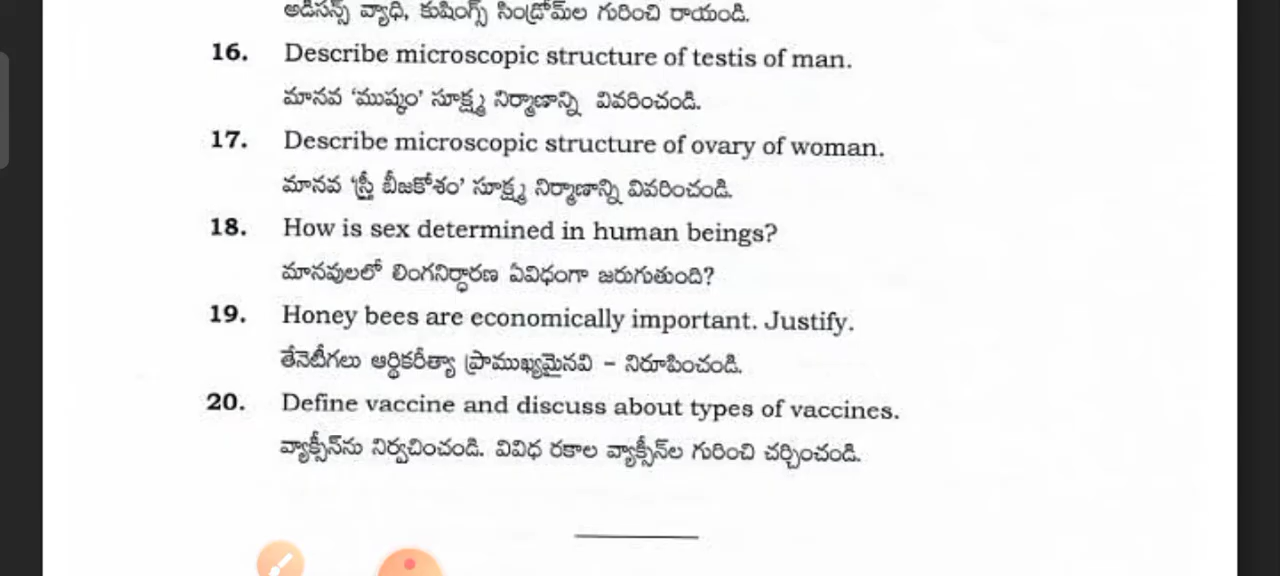 అడిసన్స్ వ్యాధి, కుషింగ్స్ సిండ్రోమ్‌ల గురించి రాయండి.
16. Describe microscopic structure of testis of man.
మానవ ‘ముష్కం’ సూక్ష్మ నిర్మాణాన్ని వివరించండి.
17. Describe microscopic structure of ovary of woman.
మానవ ‘స్త్రీ బీజకోశం’ సూక్ష్మ నిర్మాణాన్ని వివరించండి.
18. How is sex determined in human beings?
మానవులలో లింగనిర్ధారణ ఏవిధంగా జరుగుతుంది?
19. Honey bees are economically important. Justify.
తేనెటీగలు ఆర్థికరీత్యా ప్రాముఖ్యమైనవి – నిరూపించండి.
20. Define vaccine and discuss about types of vaccines.
వ్యాక్సీన్‌ను నిర్వచించండి. వివిధ రకాల వ్యాక్సీన్‌ల గురించి చర్చించండి.